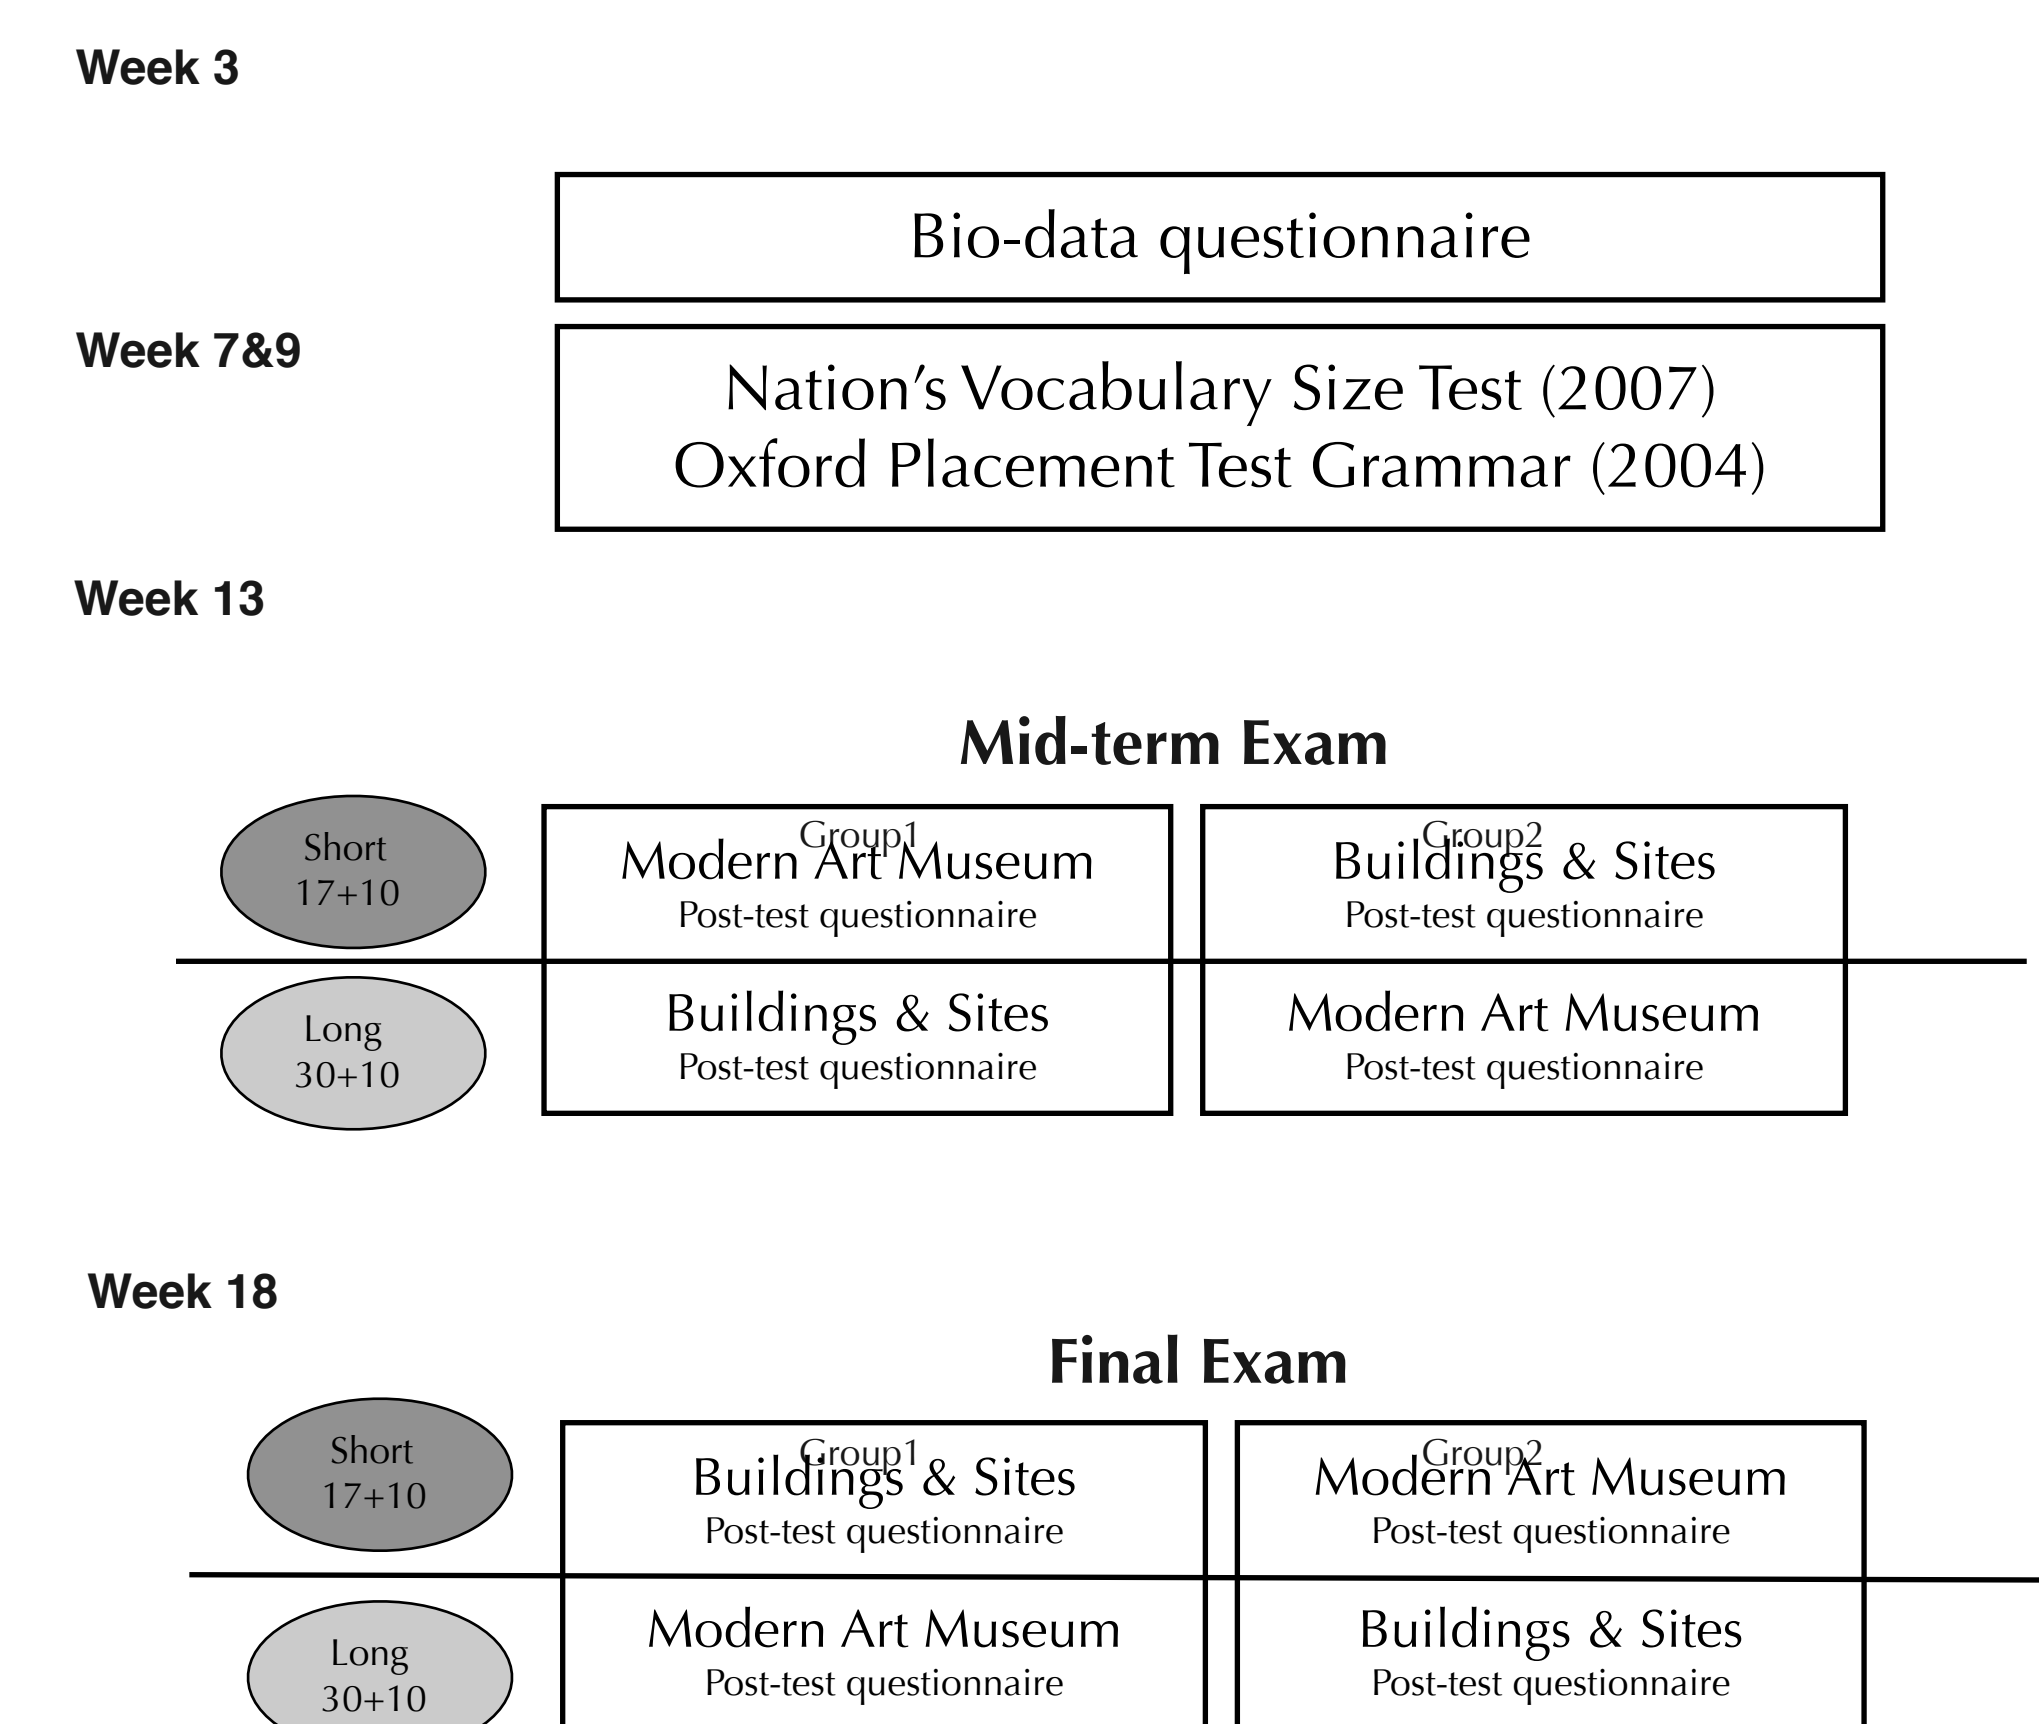 Week 3
Bio-data questionnaire
Week 7&9
Nation’s Vocabulary Size Test (2007)
Oxford Placement Test Grammar (2004)
Week 13
Mid-term Exam
Short
17+10
Group1
Modern Art Museum
Post-test questionnaire
Group2
Buildings & Sites
Post-test questionnaire
Long
30+10
Buildings & Sites
Post-test questionnaire
Modern Art Museum
Post-test questionnaire
Week 18
Final Exam
Short
17+10
Group1
Buildings & Sites
Post-test questionnaire
Group2
Modern Art Museum
Post-test questionnaire
Long
30+10
Modern Art Museum
Post-test questionnaire
Buildings & Sites
Post-test questionnaire